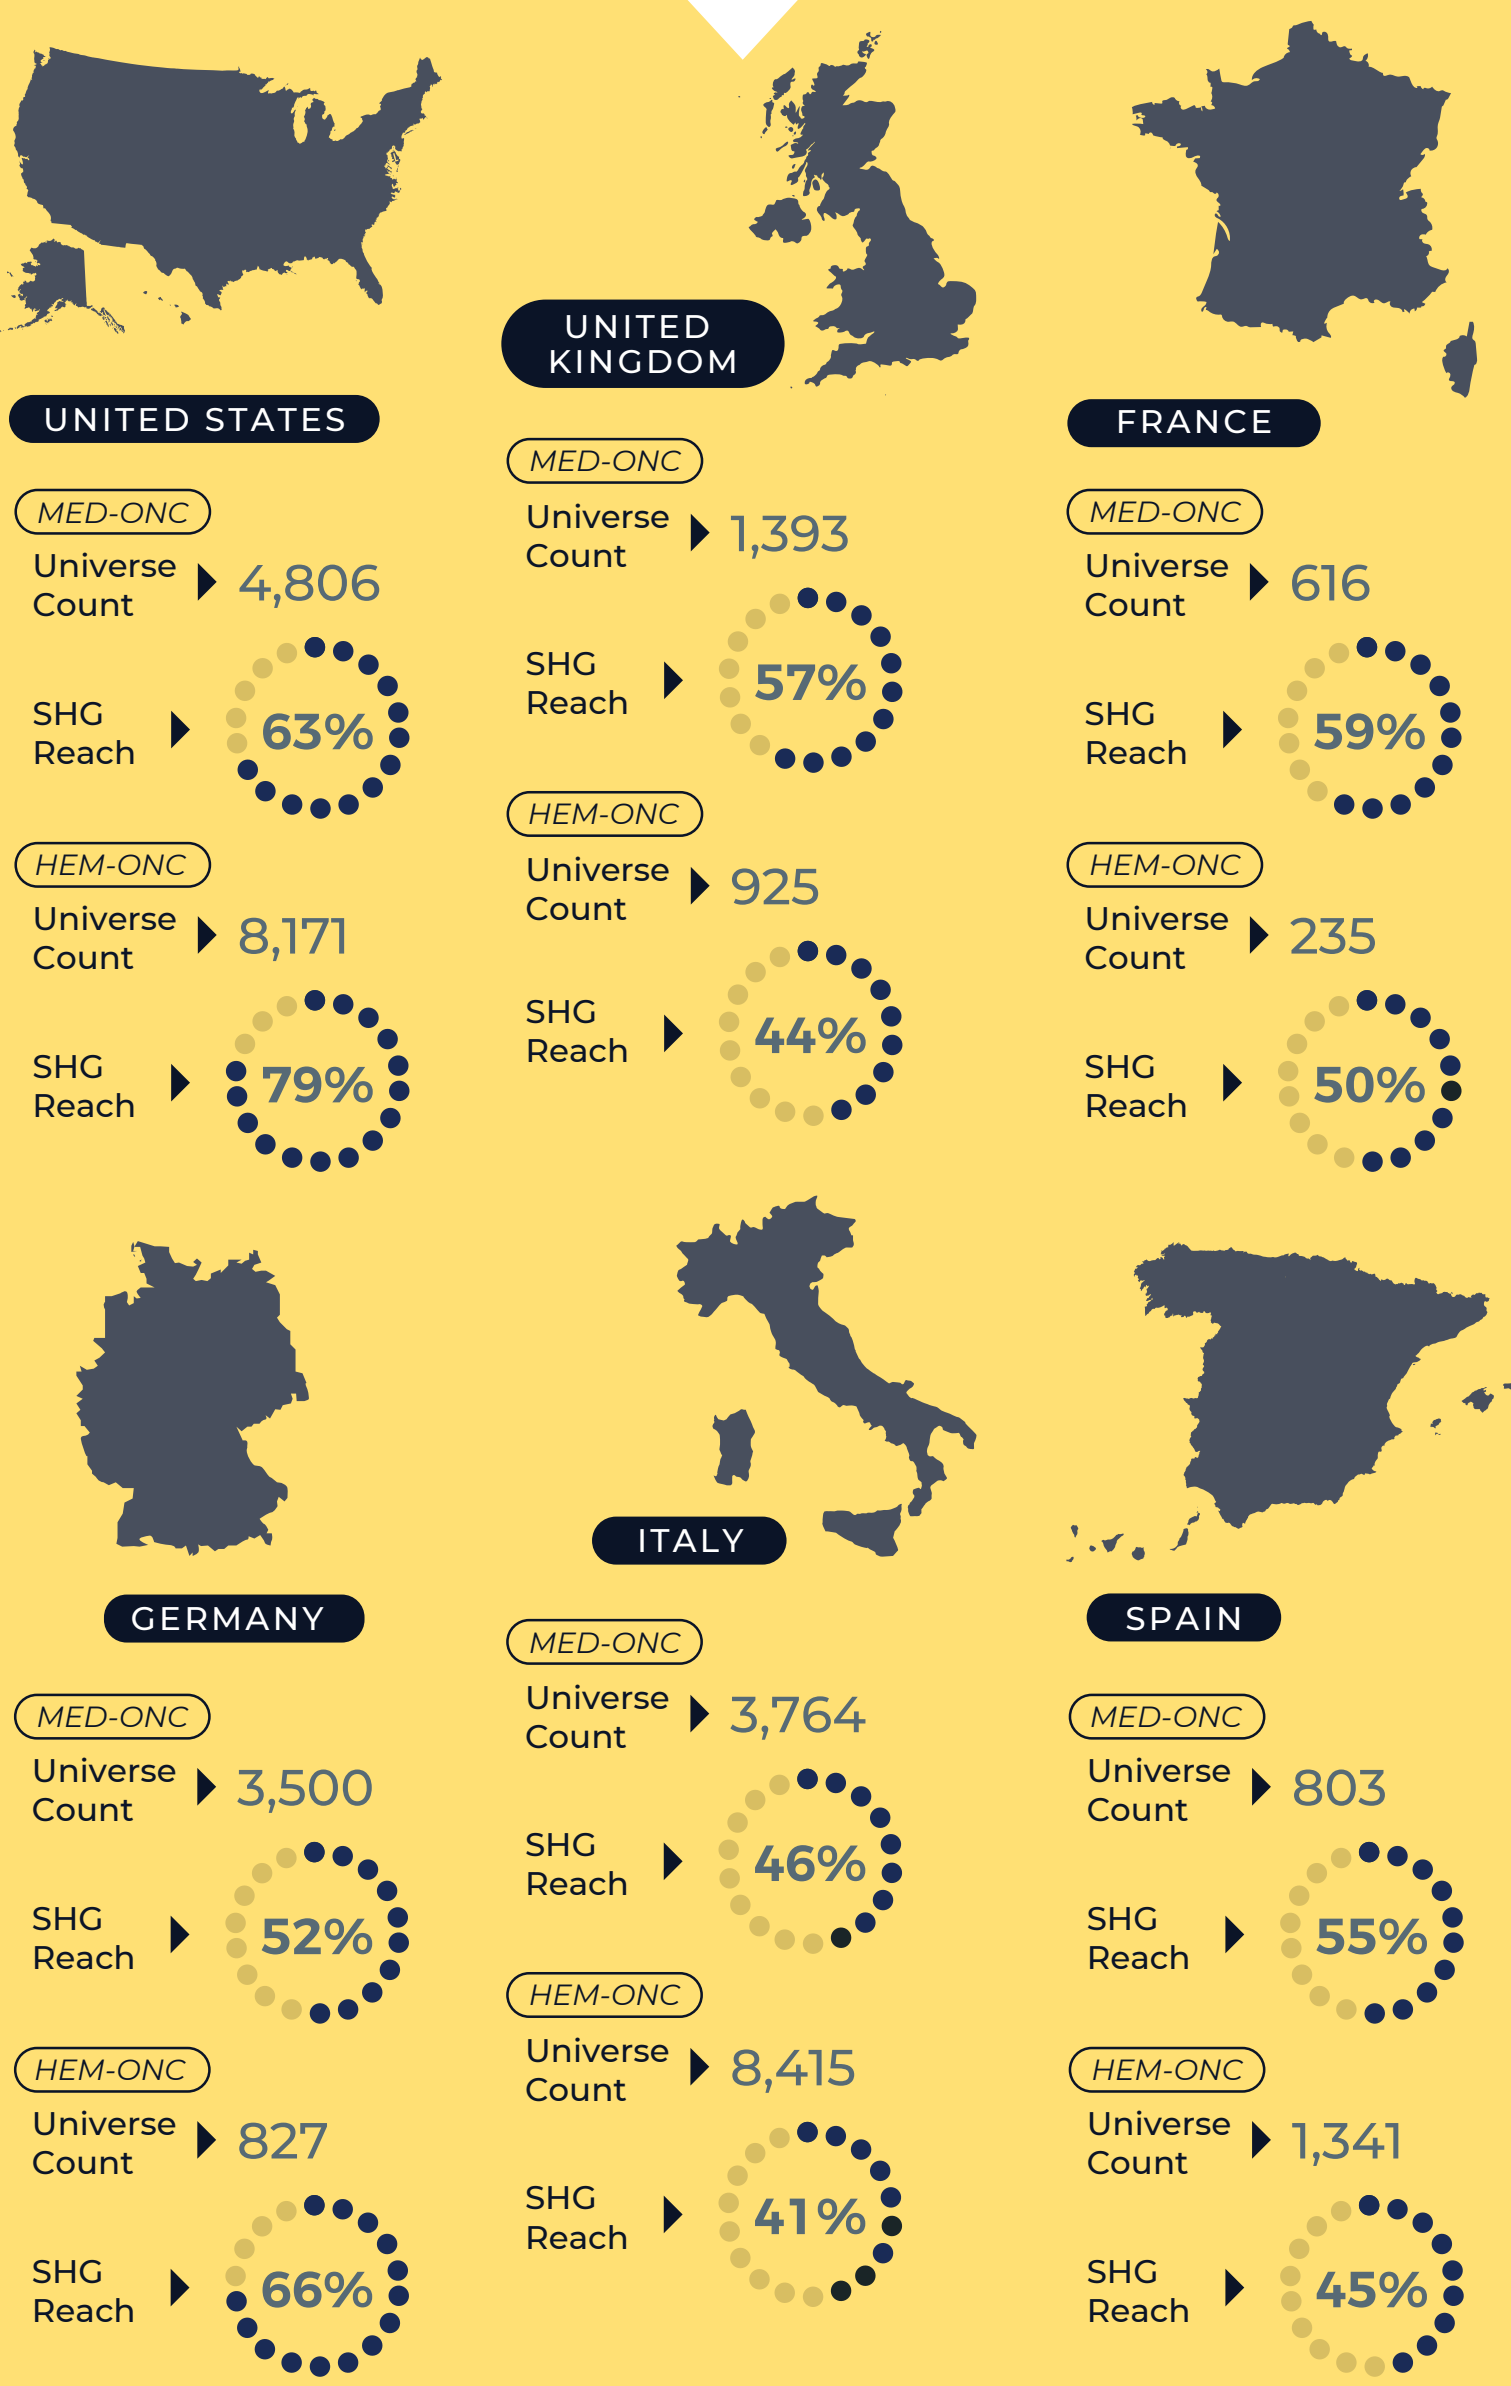 UNITED STATES
MED-ONC
Universe
Count
4,806
SHG
Reach
63%
HEM-ONC
Universe
Count
8,171
SHG
Reach
79%
UNITED
KINGDOM
MED-ONC
Universe
Count
1,393
SHG
Reach
57%
HEM-ONC
Universe
Count
925
SHG
Reach
44%
FRANCE
MED-ONC
Universe
Count
616
SHG
Reach
59%
HEM-ONC
Universe
Count
235
SHG
Reach
50%
GERMANY
MED-ONC
Universe
Count
3,500
SHG
Reach
52%
HEM-ONC
Universe
Count
827
SHG
Reach
66%
ITALY
MED-ONC
Universe
Count
3,764
SHG
Reach
46%
HEM-ONC
Universe
Count
8,415
SHG
Reach
41%
SPAIN
MED-ONC
Universe
Count
803
SHG
Reach
55%
HEM-ONC
Universe
Count
1,341
SHG
Reach
45%